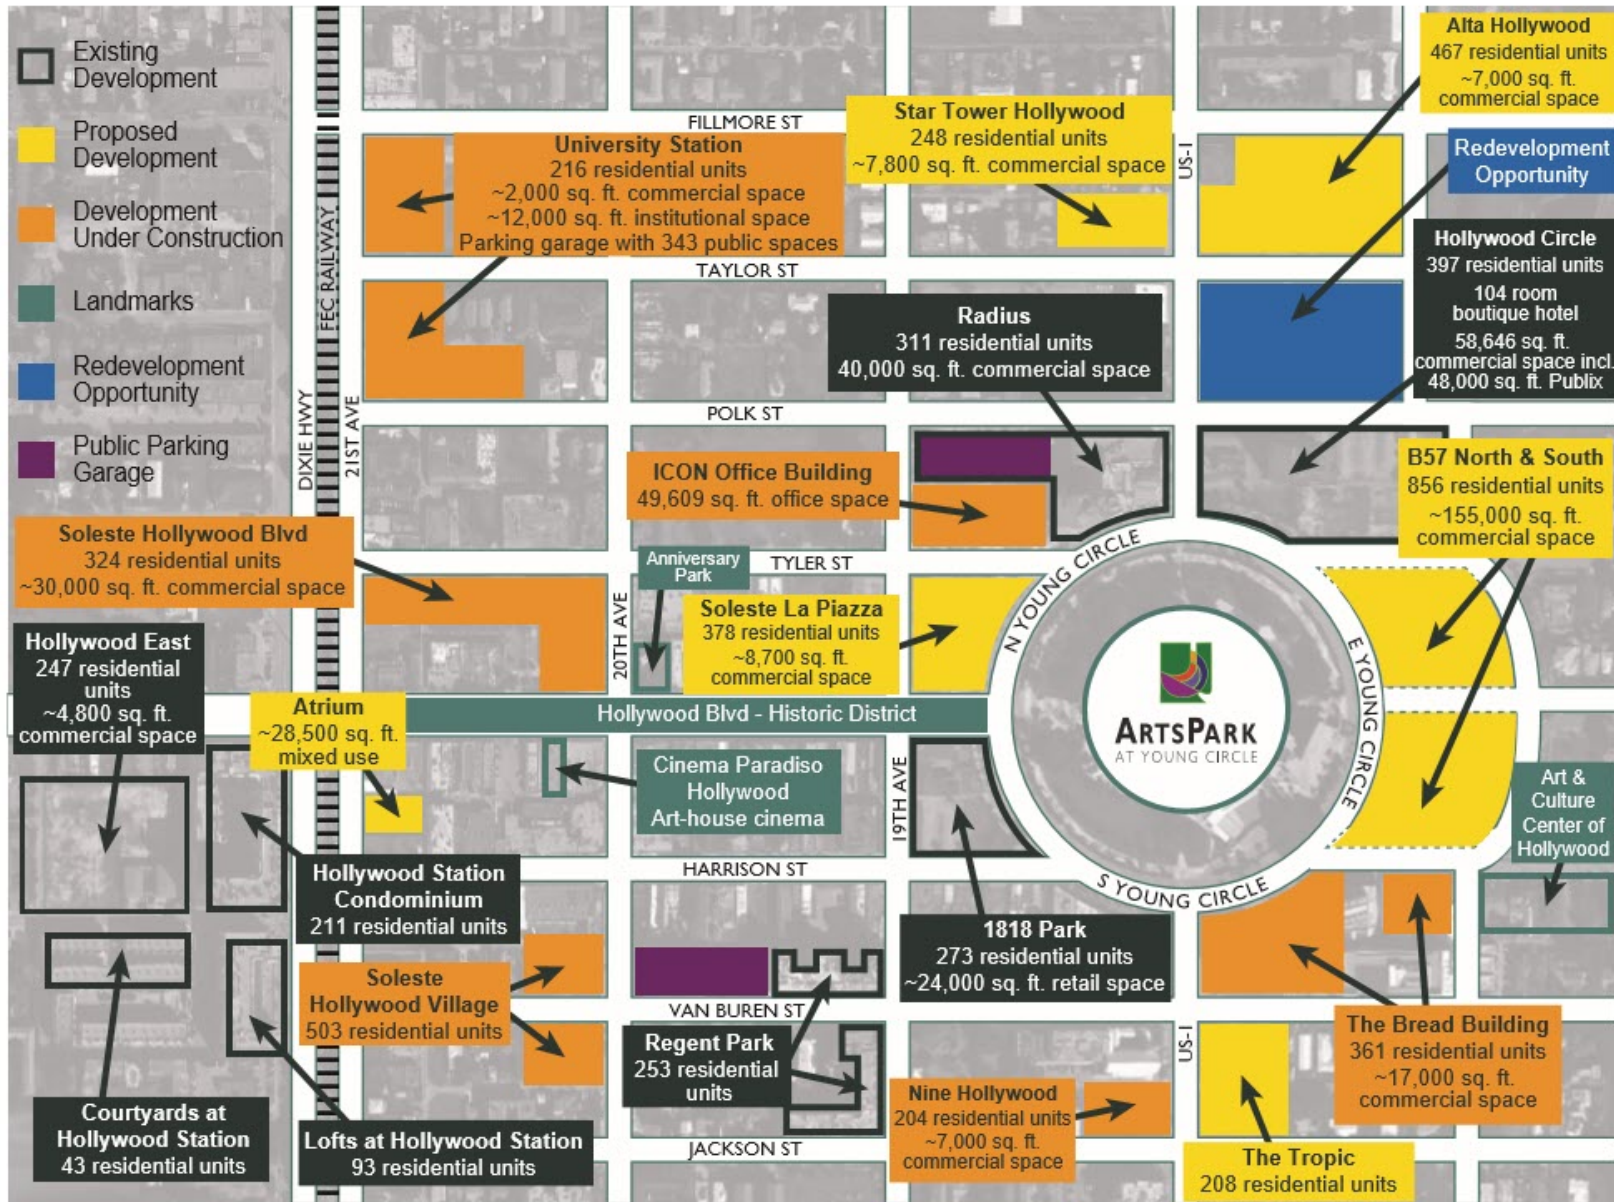 Existing
Development
Proposed
Development
Development
Under Construction
Landmarks
Redevelopment
Opportunity
Public Parking
Garage
Alta Hollywood
467 residential units
~7,000 sq. ft.
commercial space
Star Tower Hollywood
248 residential units
~7,800 sq. ft. commercial space
FILLMORE ST
University Station
216 residential units
~2,000 sq. ft. commercial space
~12,000 sq. ft. institutional space
Parking garage with 343 public spaces
US-1
Redevelopment
Opportunity
FEC RAILWAY
TAYLOR ST
Hollywood Circle
397 residential units
104 room
boutique hotel
58,646 sq. ft.
commercial space incl.
48,000 sq. ft. Publix
Radius
311 residential units
40,000 sq. ft. commercial space
POLK ST
DIXIE HWY
21ST AVE
ICON Office Building
49,609 sq. ft. office space
B57 North & South
856 residential units
~155,000 sq. ft.
commercial space
Soleste Hollywood Blvd
324 residential units
~30,000 sq. ft. commercial space
TYLER ST
Anniversary
Park
N YOUNG CIRCLE
Soleste La Piazza
378 residential units
~8,700 sq. ft.
commercial space
20TH AVE
E YOUNG CIRCLE
Hollywood East
247 residential
units
~4,800 sq. ft.
commercial space
Atrium
~28,500 sq. ft.
mixed use
Hollywood Blvd - Historic District
ARTSPARK
AT YOUNG CIRCLE
Cinema Paradiso
Hollywood
Art-house cinema
19TH AVE
Art &
Culture
Center of
Hollywood
HARRISON ST
S YOUNG CIRCLE
Hollywood Station
Condominium
211 residential units
1818 Park
273 residential units
~24,000 sq. ft. retail space
Soleste
Hollywood Village
503 residential units
VAN BUREN ST
Regent Park
253 residential
units
US-1
The Bread Building
361 residential units
~17,000 sq. ft.
commercial space
Nine Hollywood
204 residential units
~7,000 sq. ft.
commercial space
Courtyards at
Hollywood Station
43 residential units
Lofts at Hollywood Station
93 residential units
JACKSON ST
The Tropic
208 residential units